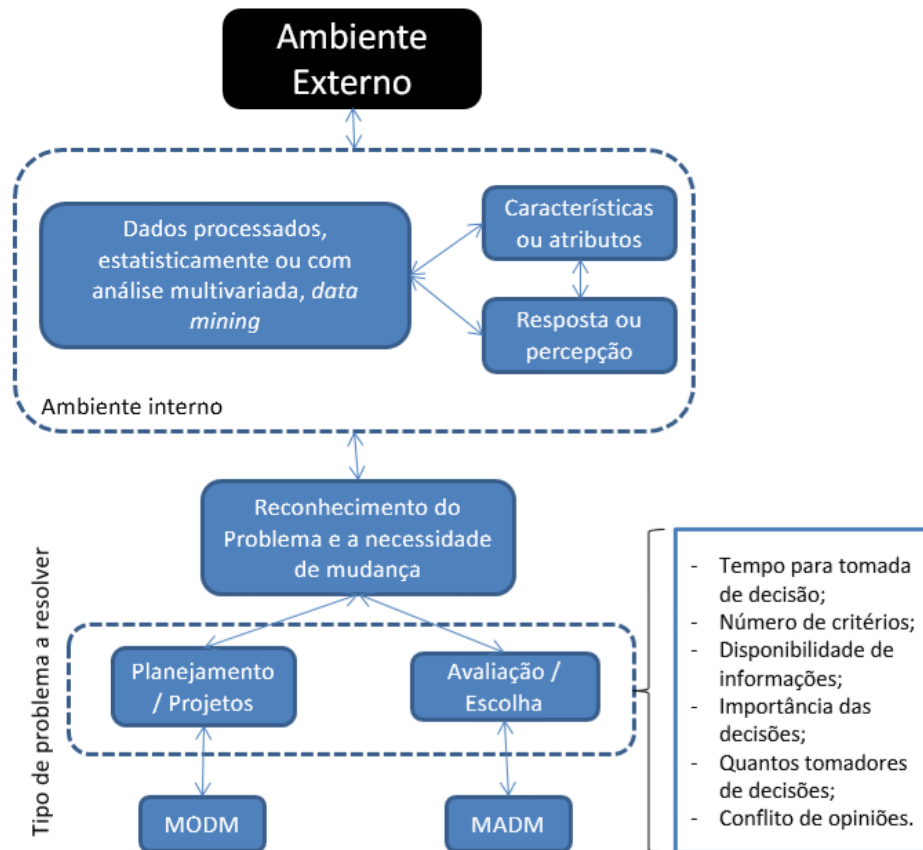 Ambiente
Externo
Dados processados,
estatisticamente ou com
análise multivariada, data
mining
Características
ou atributos
Resposta ou
percepção
Ambiente interno
Reconhecimento do
Problema e a necessidade
de mudança
Tipo de problema a resolver
Planejamento
/ Projetos
Avaliação /
Escolha
MODM
MADM
- Tempo para tomada
de decisão;
- Número de critérios;
- Disponibilidade de
informações;
- Importância das
decisões;
- Quantos tomadores
de decisões;
- Conflito de opiniões.